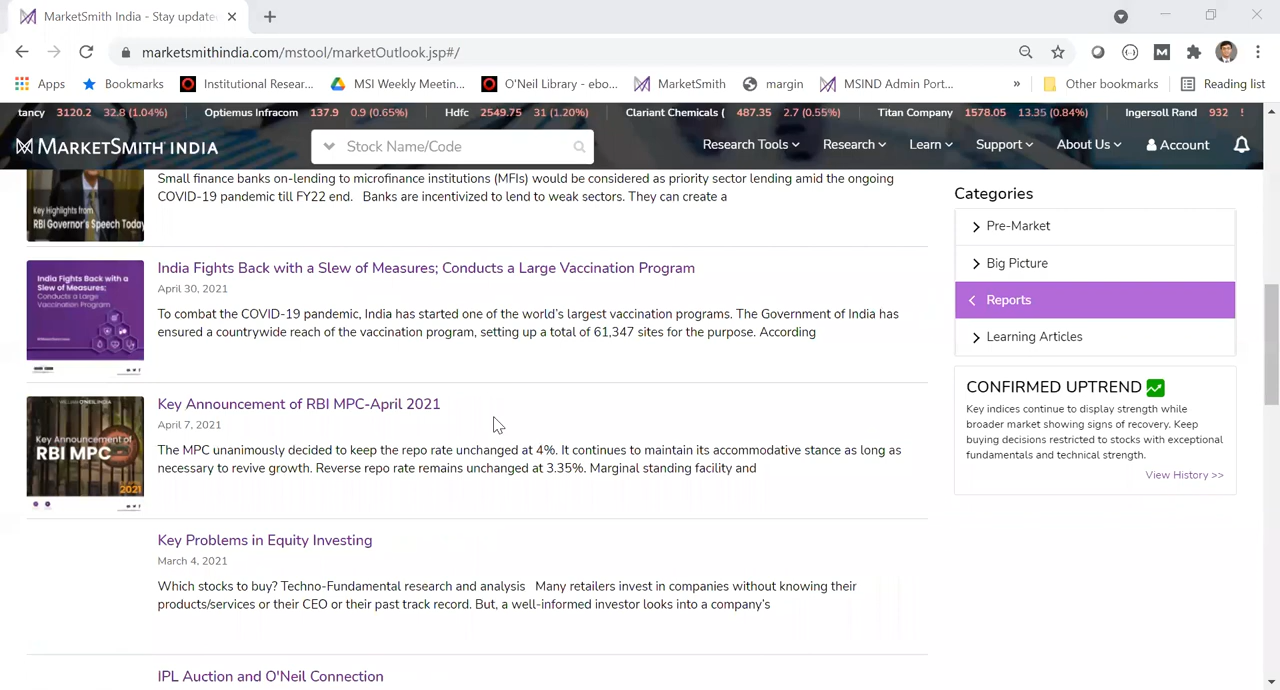 MarketSmith India - Stay update
marketsmithindia.com/mstool/marketOutlook.jsp#/
Apps
Bookmarks
Institutional Resear...
MSI Weekly Meetin...
O'Neil Library - ebo...
MarketSmith
margin
MSIND Admin Port...
»
Other bookmarks
Reading list
tancy 3120.2 32.8 (1.04%) Optiemus Infracom 137.9 0.9 (0.65%) Hdfc 2549.75 31 (1.20%) Clariant Chemicals ( 487.35 2.7 (0.55%) Titan Company 1578.05 13.35 (0.84%) Ingersoll Rand 932
MARKETSMITH INDIA
Stock Name/Code
Research Tools
Research
Learn
Support
About Us
Account
Key Highlights from
RBI Governor's Speech Today
Small finance banks on-lending to microfinance institutions (MFIs) would be considered as priority sector lending amid the ongoing
COVID-19 pandemic till FY22 end. Banks are incentivized to lend to weak sectors. They can create a
India Fights Back with a
Slew of Measures;
Conducts a Large
Vaccination Program
India Fights Back with a Slew of Measures; Conducts a Large Vaccination Program
April 30, 2021
To combat the COVID-19 pandemic, India has started one of the world's largest vaccination programs. The Government of India has
ensured a countrywide reach of the vaccination program, setting up a total of 61,347 sites for the purpose. According
WILLIAM O'NEIL INDIA
Key Announcement of
RBI MPC
2021
Key Announcement of RBI MPC-April 2021
April 7, 2021
The MPC unanimously decided to keep the repo rate unchanged at 4%. It continues to maintain its accommodative stance as long as
necessary to revive growth. Reverse repo rate remains unchanged at 3.35%. Marginal standing facility and
Key Problems in Equity Investing
March 4, 2021
Which stocks to buy? Techno-Fundamental research and analysis Many retailers invest in companies without knowing their
products/services or their CEO or their past track record. But, a well-informed investor looks into a company's
IPL Auction and O'Neil Connection
Categories
Pre-Market
Big Picture
Reports
Learning Articles
CONFIRMED UPTREND
Key indices continue to display strength while
broader market showing signs of recovery. Keep
buying decisions restricted to stocks with exceptional
fundamentals and technical strength.
View History >>